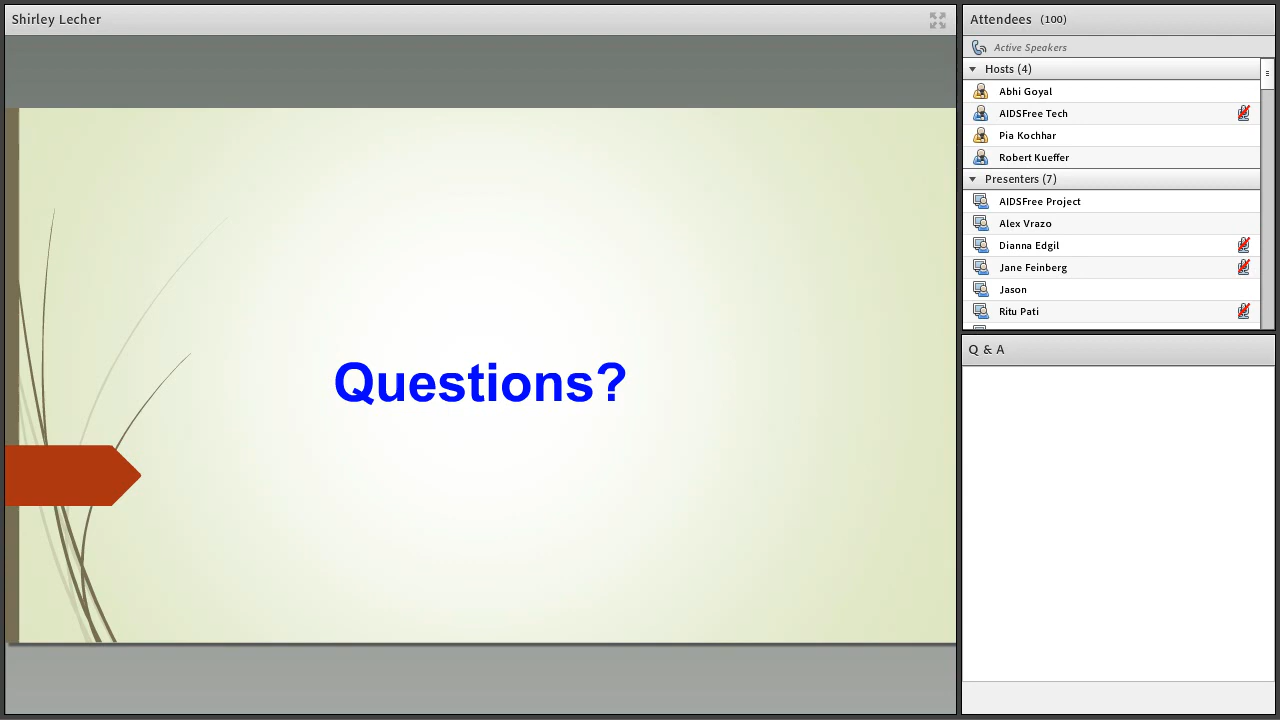 Shirley Lecher
Questions?
Attendees (100)
Active Speakers
Hosts (4)
Abhi Goyal
AIDSFree Tech
Pia Kochhar
Robert Kueffer
Presenters (7)
AIDSFree Project
Alex Vrazo
Dianna Edgil
Jane Feinberg
Jason
Ritu Pati
Q & A